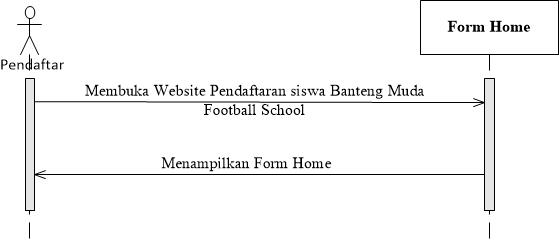 Form Home
Pendaftar
Membuka Website Pendaftaran siswa Banteng Muda
Football School
Menampilkan Form Home